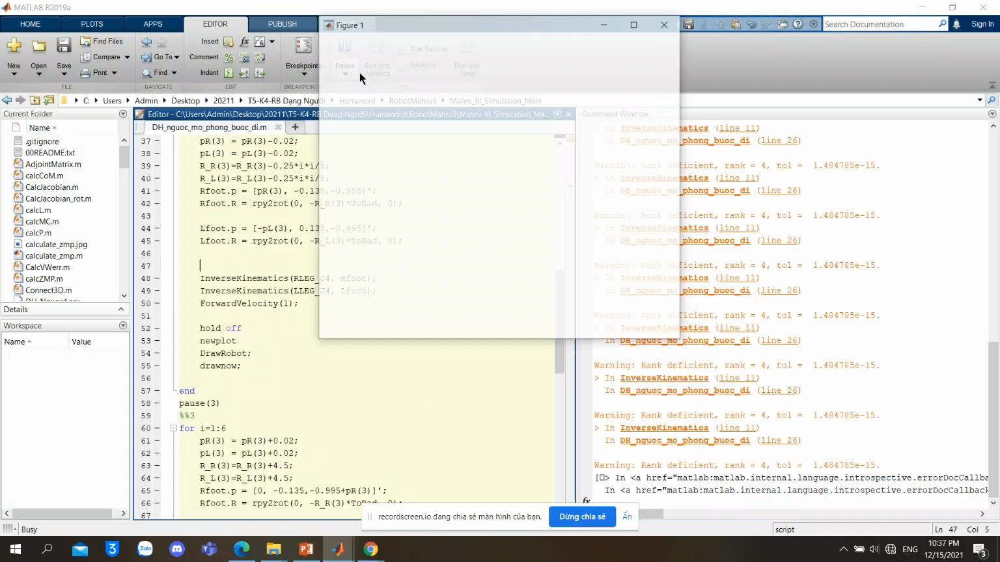 MATLAB R2019a
HOME
PLOTS
APPS
EDITOR
PUBLISH
Figure 1
Search Documentation
Sign In
New
Open
Save
Find Files
Compare
Print
FILE
Go To
Find
NAVIGATE
Insert
fx
Comment
Indent
EDIT
Breakpoints
BREAKPOINTS
Pause
Run and Advance
Run Section
Advance
Run and Time
RUN
C: Users Admin Desktop 20211 T5-K4-RB Dạng Người Humanoid RobotMahru3 Mahru_III_Simulation_Main
Current Folder
Name
.gitignore
00README.txt
AdjointMatrix.m
calcCoM.m
CalcJacobian.m
CalcJacobian_rot.m
calcL.m
calcMC.m
calcP.m
calculate_zmp.jpg
calculate_zmp.m
CalcVWerr.m
calcZMP.m
Connect3D.m
Details
Workspace
Name
Value
Editor - C:\Users\Admin\Desktop\20211\T5-K4-RB Dạng Người\Humanoid\RobotMahru3\Mahru_III_Simulation_Ma...
DH_nguoc_mo_phong_buoc_di.m
37 pR(3) = pR(3)-0.02;
38 pL(3) = pL(3)-0.02;
39 R_R(3)=R_R(3)-0.25*i*i/8;
40 R_L(3)=R_L(3)-0.25*i*i/8;
41 Rfoot.p = [pR(3), -0.135,-0.995]';
42 Rfoot.R = rpy2rot(0, -R_R(3)*ToRad, 0);
43
44 Lfoot.p = [-pL(3), 0.135,-0.995]';
45 Lfoot.R = rpy2rot(0, -R_L(3)*ToRad, 0);
46
47
48 InverseKinematics(RLEG_J4, Rfoot);
49 InverseKinematics(LLEG_J4, Lfoot);
50 ForwardVelocity(1);
51
52 hold off
53 newplot
54 DrawRobot;
55 drawnow;
56
57 end
58 pause(3)
59 %%3
60 for i=1:6
61 pR(3) = pR(3)+0.02;
62 pL(3) = pL(3)+0.02;
63 R_R(3)=R_R(3)+4.5;
64 R_L(3)=R_L(3)+4.5;
65 Rfoot.p = [0, -0.135,-0.995+pR(3)]';
66 Rfoot.R = rpy2rot(0, -R_R(3)*ToRad, 0);
67
Command Window
> In InverseKinematics (line 11)
In DH_nguoc_mo_phong_buoc_di (line 26)
Warning: Rank deficient, rank = 4, tol = 1.484785e-15.
> In InverseKinematics (line 11)
In DH_nguoc_mo_phong_buoc_di (line 26)
Warning: Rank deficient, rank = 4, tol = 1.484785e-15.
> In InverseKinematics (line 11)
In DH_nguoc_mo_phong_buoc_di (line 26)
Warning: Rank deficient, rank = 4, tol = 1.484785e-15.
> In InverseKinematics (line 11)
In DH_nguoc_mo_phong_buoc_di (line 26)
Warning: Rank deficient, rank = 4, tol = 1.484785e-15.
> In InverseKinematics (line 11)
In DH_nguoc_mo_phong_buoc_di (line 26)
Warning: Rank deficient, rank = 4, tol = 1.484785e-15.
> In InverseKinematics (line 11)
In DH_nguoc_mo_phong_buoc_di (line 26)
Warning: Rank deficient, rank = 4, tol = 1.484785e-15.
> In InverseKinematics (line 11)
In DH_nguoc_mo_phong_buoc_di (line 26)
Warning: Rank deficient, rank = 4, tol = 1.484785e-15.
[> In <a href="matlab:matlab.internal.language.introspective.errorDocCallba
In <a href="matlab:matlab.internal.language.introspective.errorDocCallback
fx
recordscreen.io đang chia sẻ màn hình của bạn.
Dừng chia sẻ
Ẩn
Busy
script
Ln 47 Col 5
Zalo
ENG
10:37 PM
12/15/2021
3